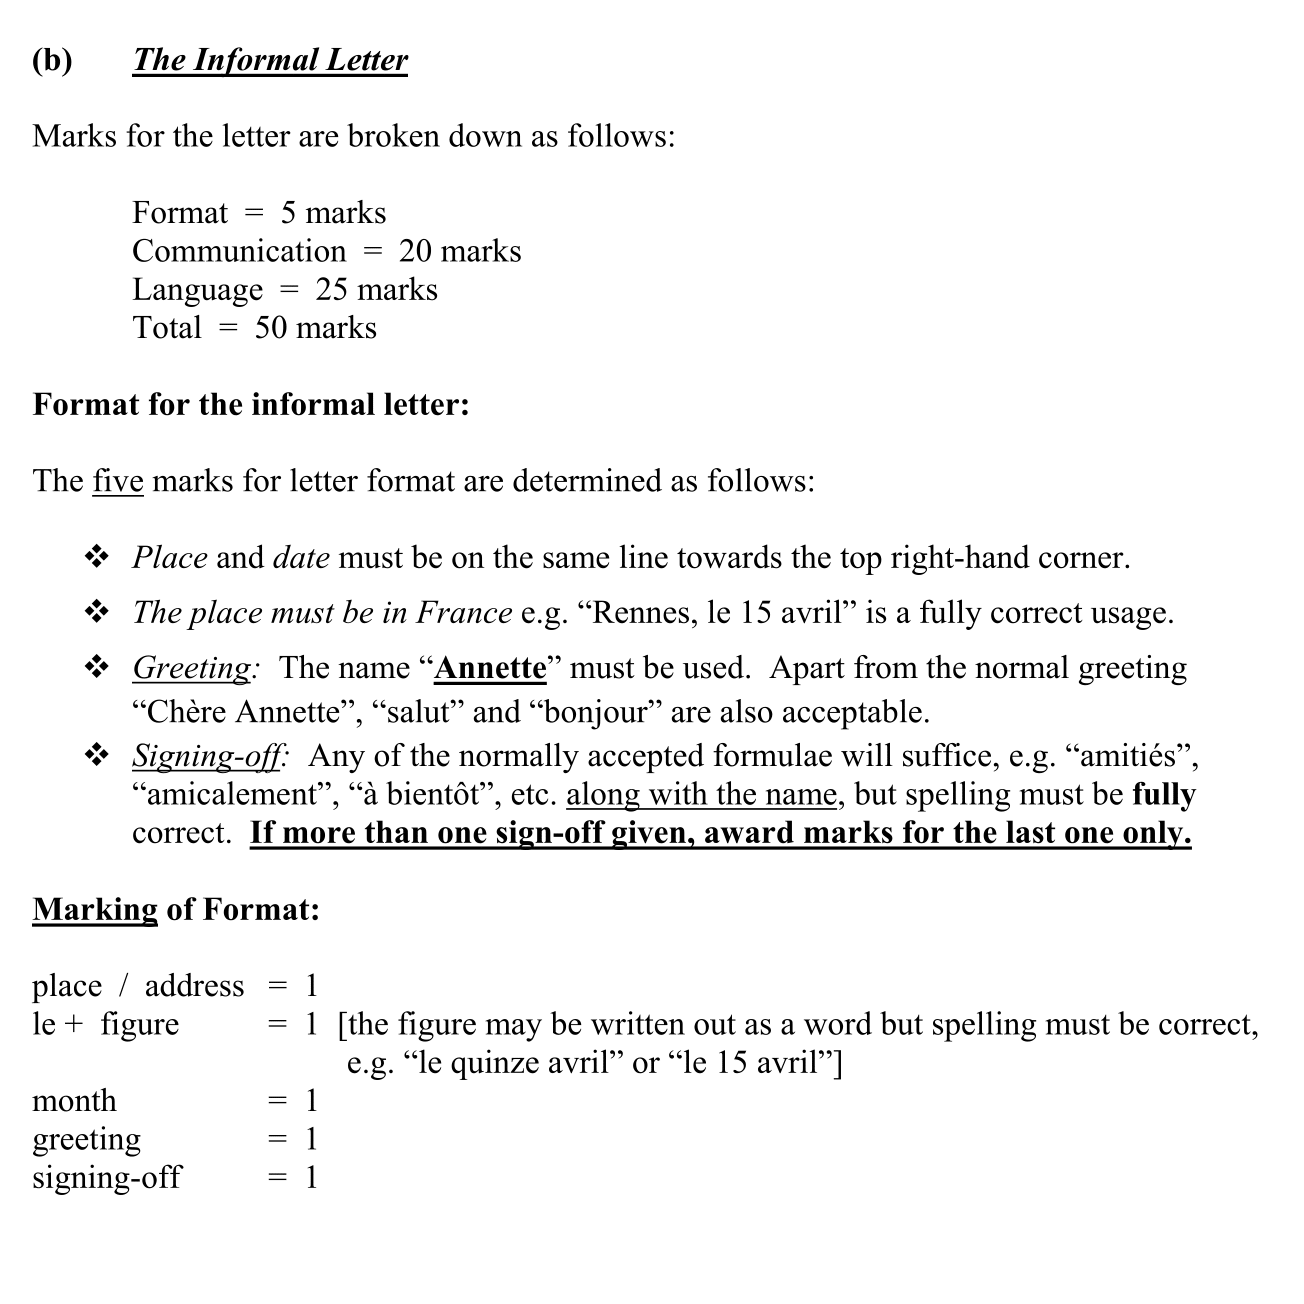 (b) The Informal Letter
Marks for the letter are broken down as follows:
Format = 5 marks
Communication = 20 marks
Language = 25 marks
Total = 50 marks
Format for the informal letter:
The five marks for letter format are determined as follows:
❖ Place and date must be on the same line towards the top right-hand corner.
❖ The place must be in France e.g. “Rennes, le 15 avril” is a fully correct usage.
❖ Greeting: The name “Annette” must be used. Apart from the normal greeting
“Chère Annette”, “salut” and “bonjour” are also acceptable.
❖ Signing-off: Any of the normally accepted formulae will suffice, e.g. “amitiés”,
“amicalement”, “à bientôt”, etc. along with the name, but spelling must be fully
correct. If more than one sign-off given, award marks for the last one only.
Marking of Format:
place / address = 1
le + figure = 1 [the figure may be written out as a word but spelling must be correct,
e.g. “le quinze avril” or “le 15 avril”]
month = 1
greeting = 1
signing-off = 1